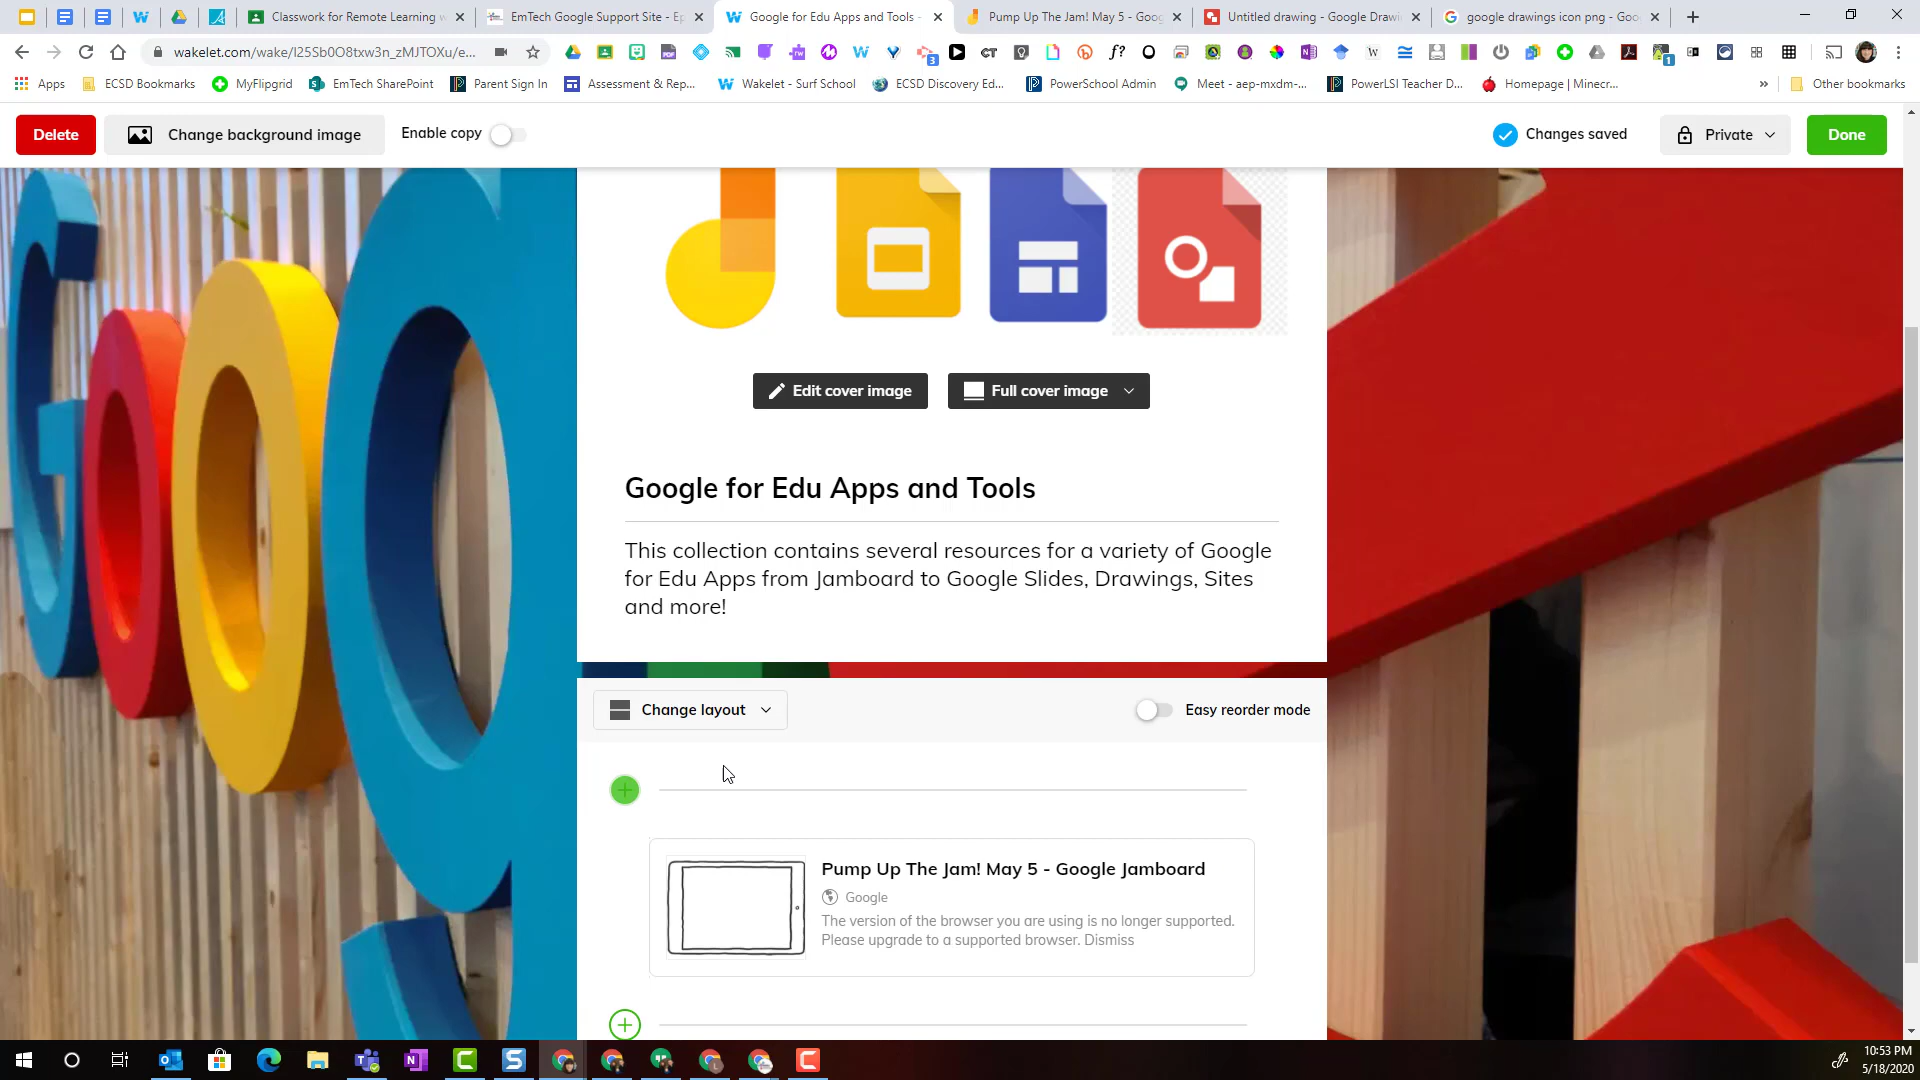 Classwork for Remote Learning w
EmTech Google Support Site - Ep
Google for Edu Apps and Tools -
Pump Up The Jam! May 5 - Goog
Untitled drawing - Google Drawi
google drawings icon png - Goo
wakelet.com/wake/I25Sb0O8txw3n_zMJTOXu/e...
Apps
ECSD Bookmarks
MyFlipgrid
EmTech SharePoint
Parent Sign In
Assessment & Rep...
Wakelet - Surf School
ECSD Discovery Ed...
PowerSchool Admin
Meet - aep-mxdm-...
PowerLSI Teacher D...
Homepage | Minecr...
»
Other bookmarks
Delete
Change background image
Enable copy
Changes saved
Private
Done
Edit cover image
Full cover image
Google for Edu Apps and Tools
This collection contains several resources for a variety of Google
for Edu Apps from Jamboard to Google Slides, Drawings, Sites
and more!
Change layout
Easy reorder mode
Pump Up The Jam! May 5 - Google Jamboard
Google
The version of the browser you are using is no longer supported.
Please upgrade to a supported browser. Dismiss
10:53 PM
5/18/2020